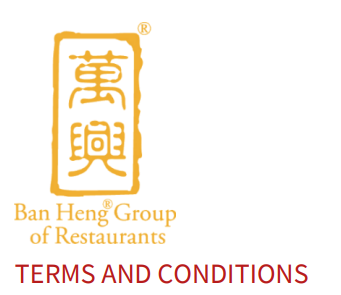 ®
萬
興
Ban Heng® Group
of Restaurants
TERMS AND CONDITIONS